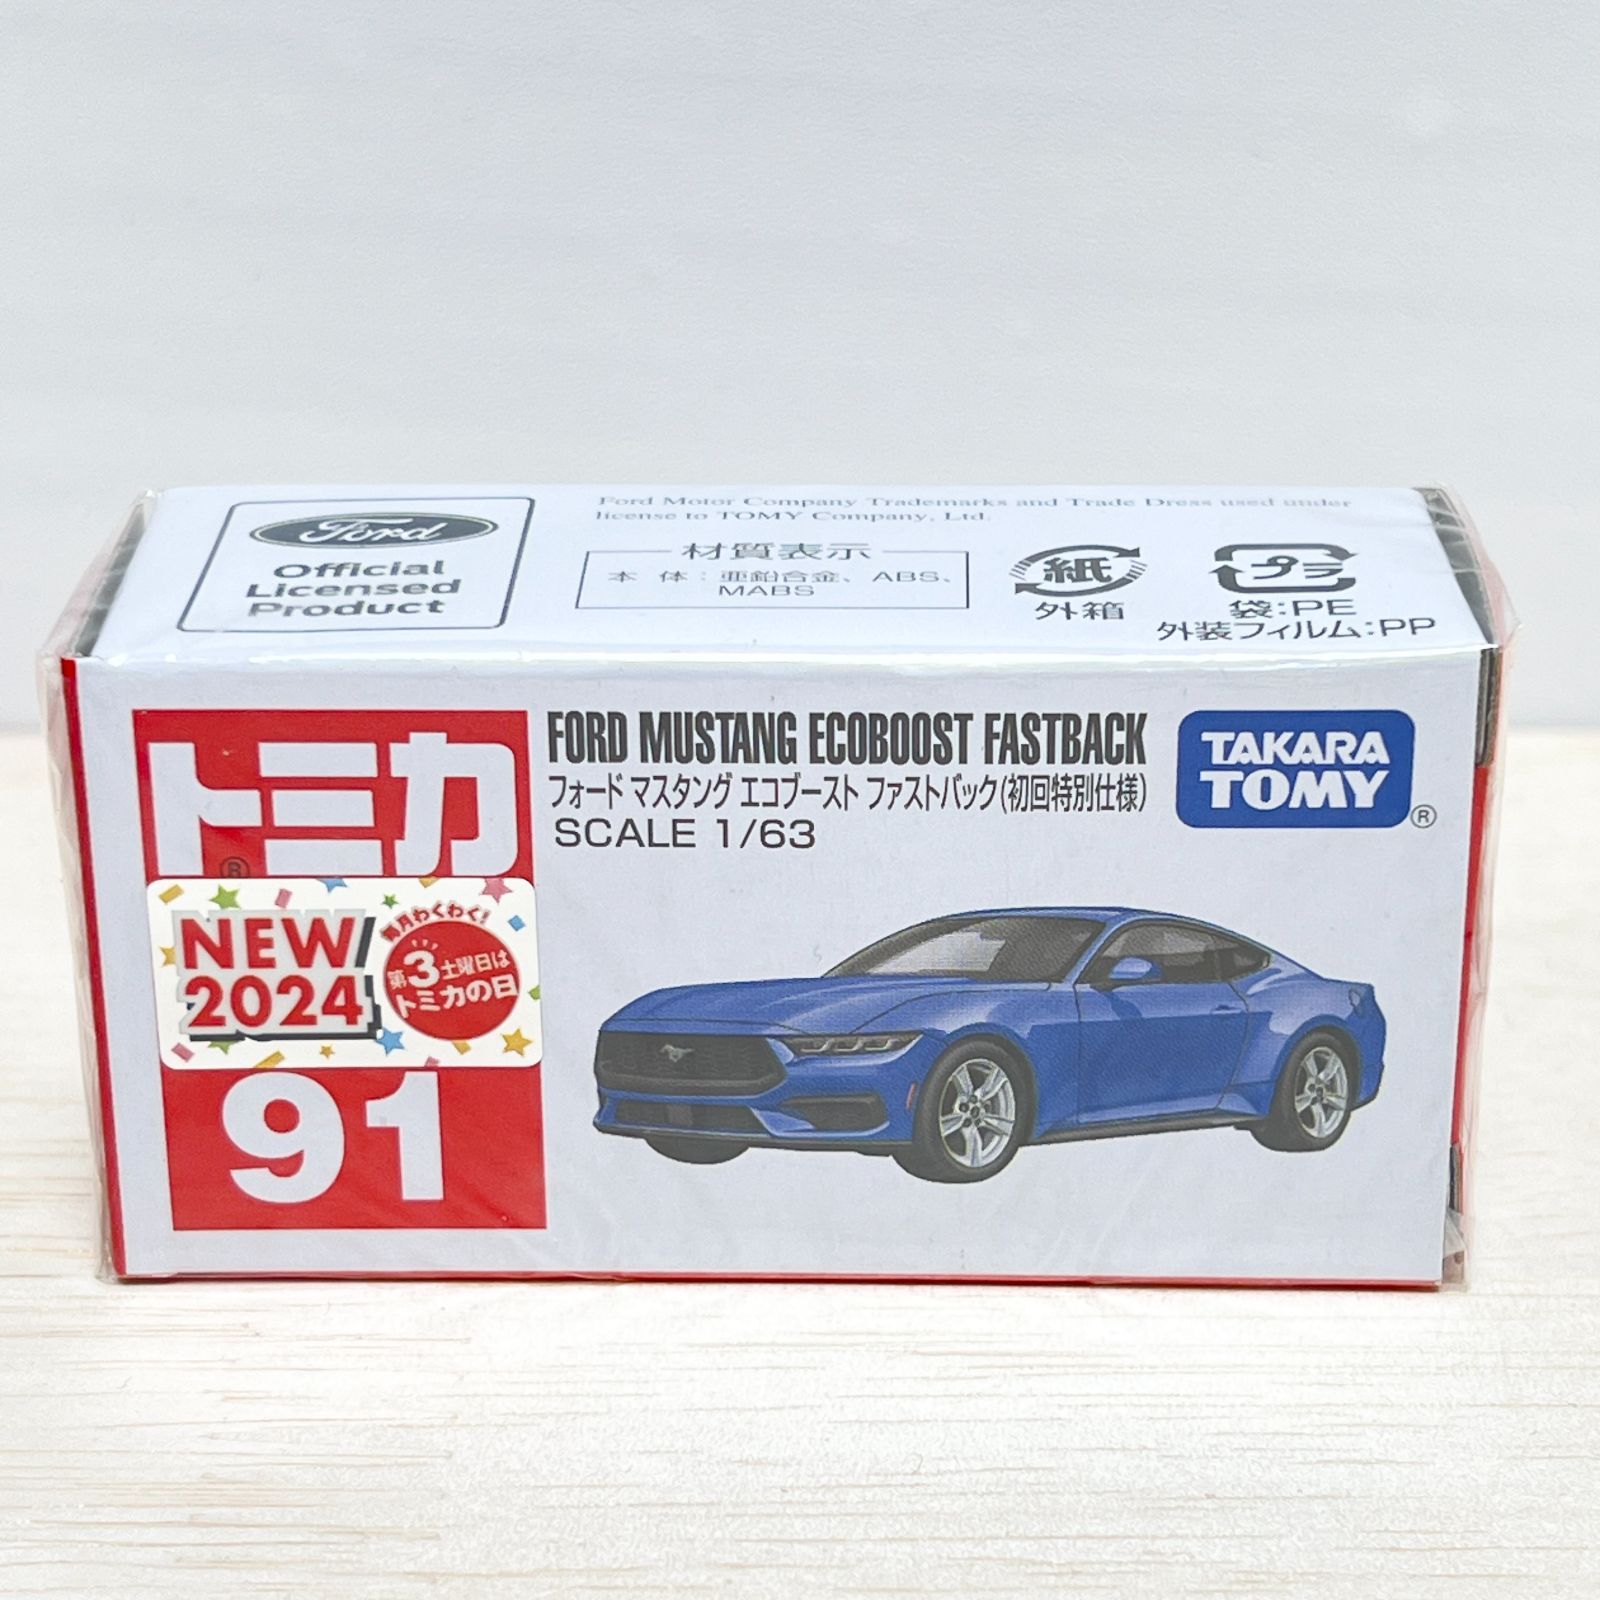 Ford
Official
Licensed
Product
Ford Motor Company Trademarks and Trade Dress used under
license to TOMY Company, Ltd.
材質表示
本 体：亜鉛合金、ABS、
MABS
紙
外箱
プラ
袋:PE
外装フィルム:PP
トミカ
®
FORD MUSTANG ECOBOOST FASTBACK
フォード マスタング エコブースト ファストバック(初回特別仕様)
SCALE 1/63
TAKARA
TOMY
®
NEW
2024
毎月わくわく!
第3土曜日は
トミカの日
91